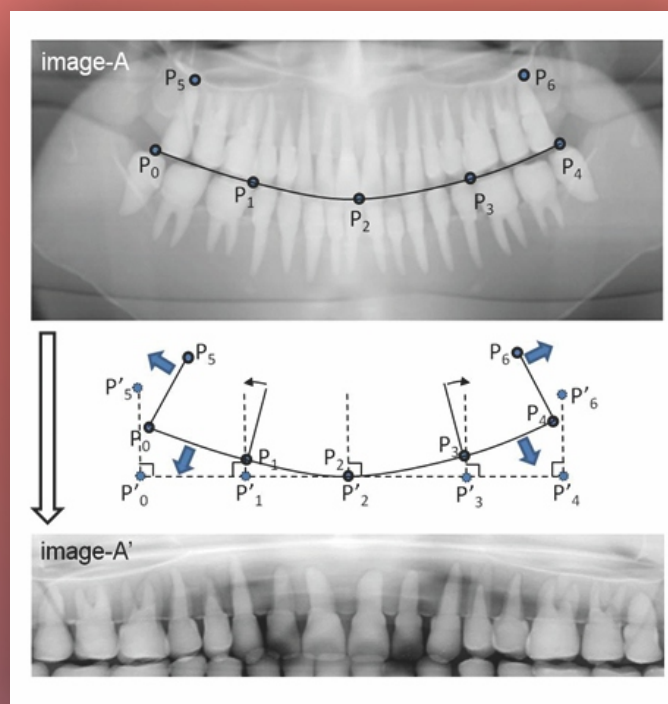 image-A
P₅ P₆
P₀ P₄
P₁ P₃
P₂
P₅ P₆
P'₅ P'₆
P₀ P₄
P₁ P₂ P₃
P'₀ P'₁ P'₂ P'₃ P'₄
image-A'